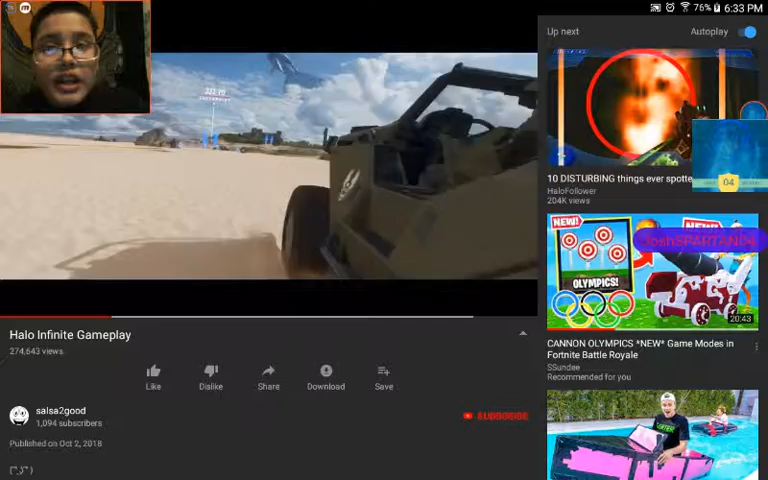 76% 6:33 PM
Up next
Autoplay
10 DISTURBING things ever spotte
HaloFollower
204K views
04
NEW!
OLYMPICS!
JoshSPARTAN04
20:43
CANNON OLYMPICS *NEW* Game Modes in
Fortnite Battle Royale
SSundee
Recommended for you
Halo Infinite Gameplay
274,643 views
Like
Dislike
Share
Download
Save
salsa2good
1,094 subscribers
SUBSCRIBE
Published on Oct 2, 2018